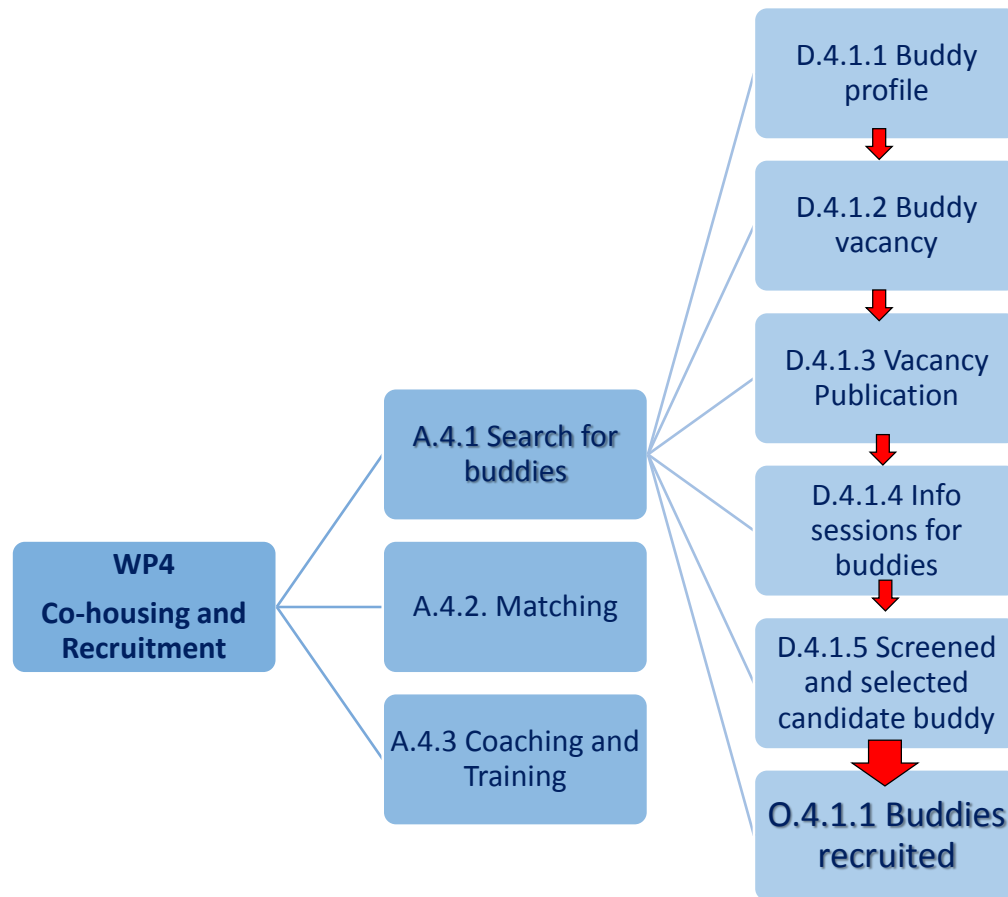 WP4
Co-housing and
Recruitment
A.4.1 Search for
buddies
A.4.2. Matching
A.4.3 Coaching and
Training
D.4.1.1 Buddy
profile
D.4.1.2 Buddy
vacancy
D.4.1.3 Vacancy
Publication
D.4.1.4 Info
sessions for
buddies
D.4.1.5 Screened
and selected
candidate buddy
O.4.1.1 Buddies
recruited